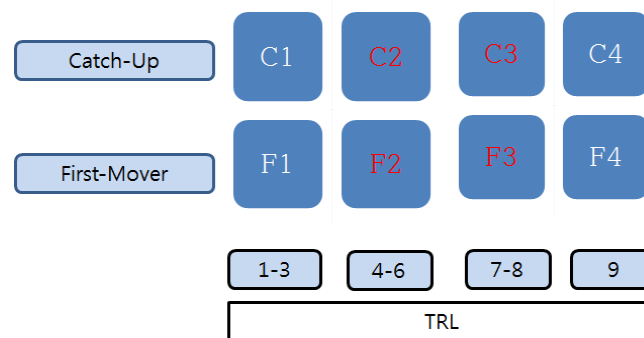 Catch-Up C1 C2 C3 C4
First-Mover F1 F2 F3 F4
1-3 4-6 7-8 9
TRL